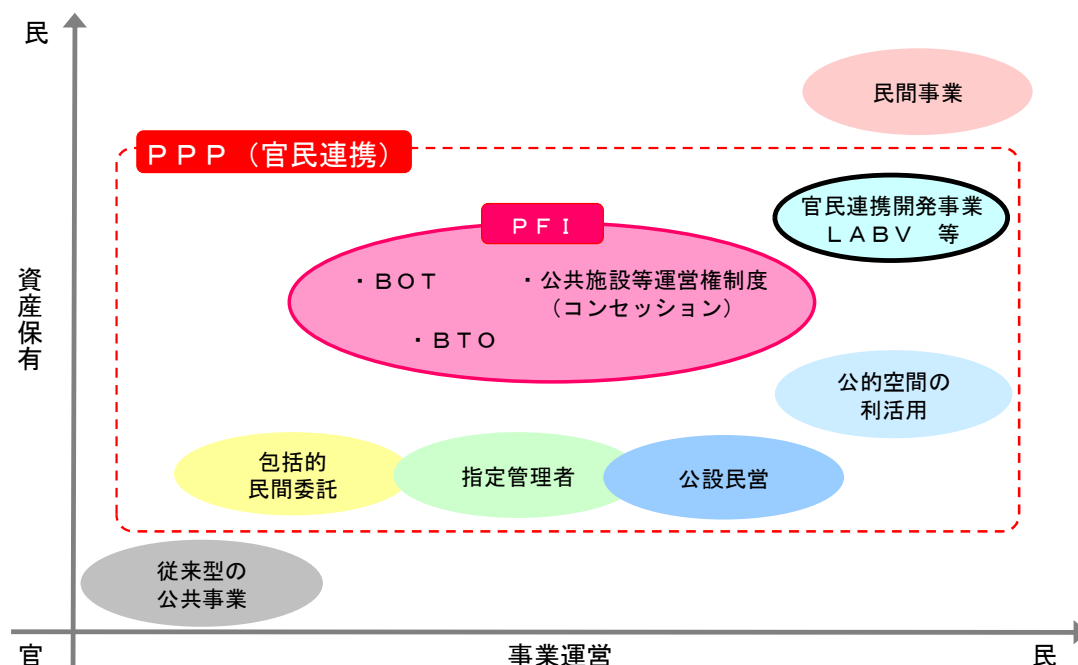 民
民間事業
ＰＰＰ（官民連携）
官民連携開発事業
ＬＡＢＶ　等
ＰＦＩ
・ＢＯＴ
・公共施設等運営権制度
（コンセッション）
・ＢＴＯ
資産保有
公的空間の
利活用
包括的
民間委託
指定管理者
公設民営
従来型の
公共事業
官
事業運営
民